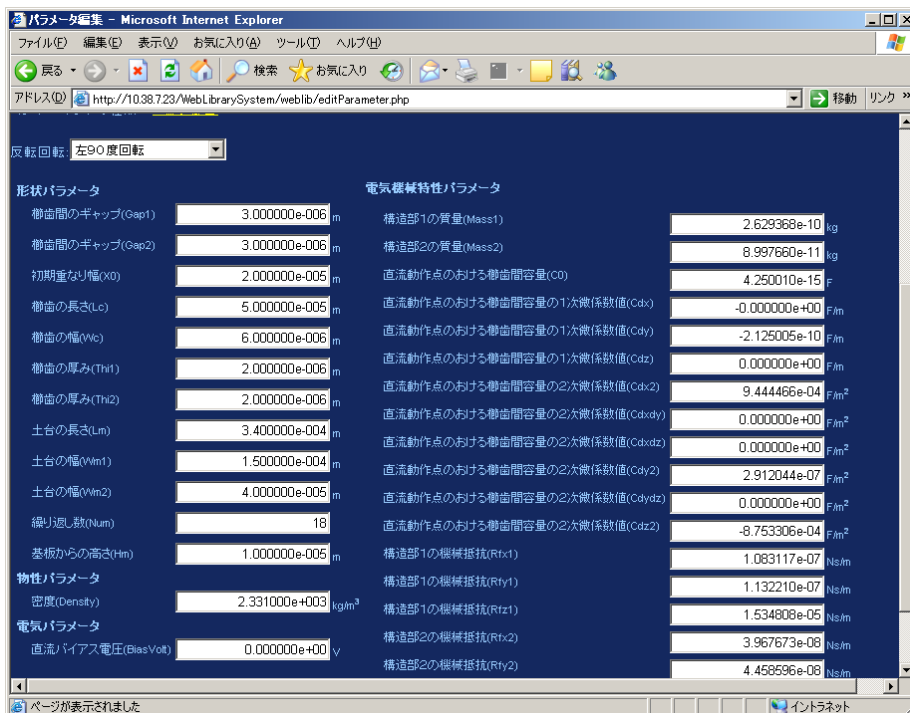 パラメータ編集 - Microsoft Internet Explorer
ファイル(F) 編集(E) 表示(V) お気に入り(A) ツール(T) ヘルプ(H)
戻る 検索 お気に入り
アドレス(D) http://10.38.7.23/WebLibrarySystem/weblib/editParameter.php 移動 リンク »
反転回転: 左90度回転
形状パラメータ
櫛歯間のギャップ(Gap1) 3.000000e-006 m
櫛歯間のギャップ(Gap2) 3.000000e-006 m
初期重なり幅(X0) 2.000000e-005 m
櫛歯の長さ(Lc) 5.000000e-005 m
櫛歯の幅(Wc) 6.000000e-006 m
櫛歯の厚み(Thi1) 2.000000e-006 m
櫛歯の厚み(Thi2) 2.000000e-006 m
土台の長さ(Lm) 3.400000e-004 m
土台の幅(Wm1) 1.500000e-004 m
土台の幅(Wm2) 4.000000e-005 m
繰り返し数(Num) 18
基板からの高さ(Hm) 1.000000e-005 m
物性パラメータ
密度(Density) 2.331000e+003 kg/m³
電気パラメータ
直流バイアス電圧(BiasVolt) 0.000000e+00 V
電気機械特性パラメータ
構造部1の質量(Mass1) 2.629368e-10 kg
構造部2の質量(Mass2) 8.997660e-11 kg
直流動作点のおける櫛歯間容量(C0) 4.250010e-15 F
直流動作点のおける櫛歯間容量の1次微係数値(Cdx) -0.000000e+00 F/m
直流動作点のおける櫛歯間容量の1次微係数値(Cdy) -2.125005e-10 F/m
直流動作点のおける櫛歯間容量の1次微係数値(Cdz) 0.000000e+00 F/m
直流動作点のおける櫛歯間容量の2次微係数値(Cdx2) 9.444466e-04 F/m²
直流動作点のおける櫛歯間容量の2次微係数値(Cdxdy) 0.000000e+00 F/m²
直流動作点のおける櫛歯間容量の2次微係数値(Cdxdz) 0.000000e+00 F/m²
直流動作点のおける櫛歯間容量の2次微係数値(Cdy2) 2.912044e-07 F/m²
直流動作点のおける櫛歯間容量の2次微係数値(Cdydz) 0.000000e+00 F/m²
直流動作点のおける櫛歯間容量の2次微係数値(Cdz2) -8.753306e-04 F/m²
構造部1の機械抵抗(Rfx1) 1.083117e-07 Ns/m
構造部1の機械抵抗(Rfy1) 1.132210e-07 Ns/m
構造部1の機械抵抗(Rfz1) 1.534808e-05 Ns/m
構造部2の機械抵抗(Rfx2) 3.967673e-08 Ns/m
構造部2の機械抵抗(Rfy2) 4.458596e-08 Ns/m
ページが表示されました イントラネット